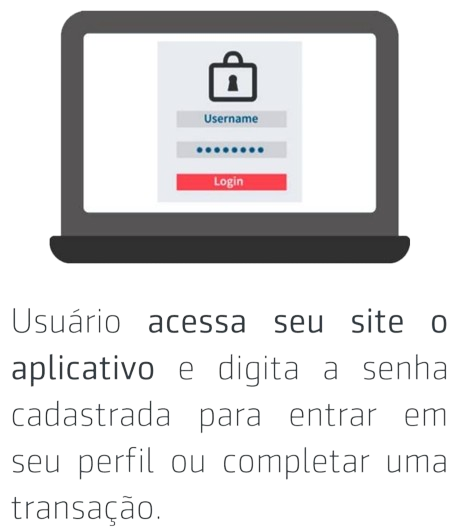 Username
••••••••
Login
Usuário acessa seu site o
aplicativo e digita a senha
cadastrada para entrar em
seu perfil ou completar uma
transação.